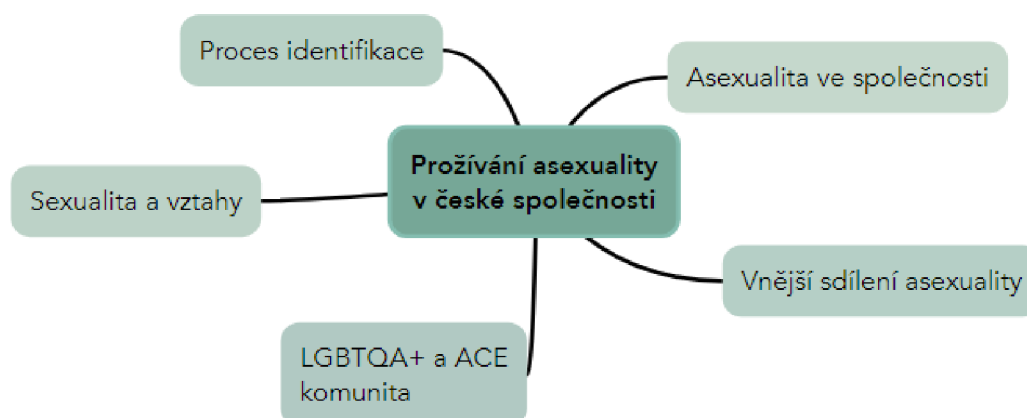 Proces identifikace
Asexualita ve společnosti
Prožívání asexuality
v české společnosti
Sexualita a vztahy
Vnější sdílení asexuality
LGBTQA+ a ACE
komunita